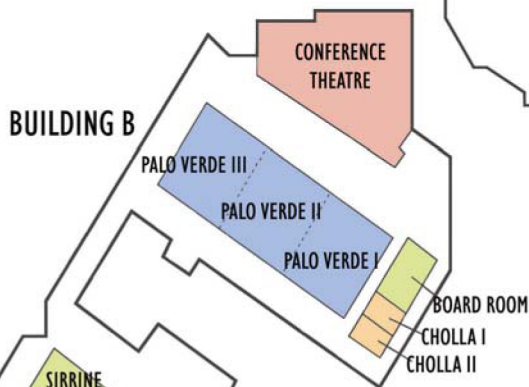 CONFERENCE
THEATRE
BUILDING B
PALO VERDE III
PALO VERDE II
PALO VERDE I
BOARD ROOM
CHOLLA I
CHOLLA II
SIRRINE